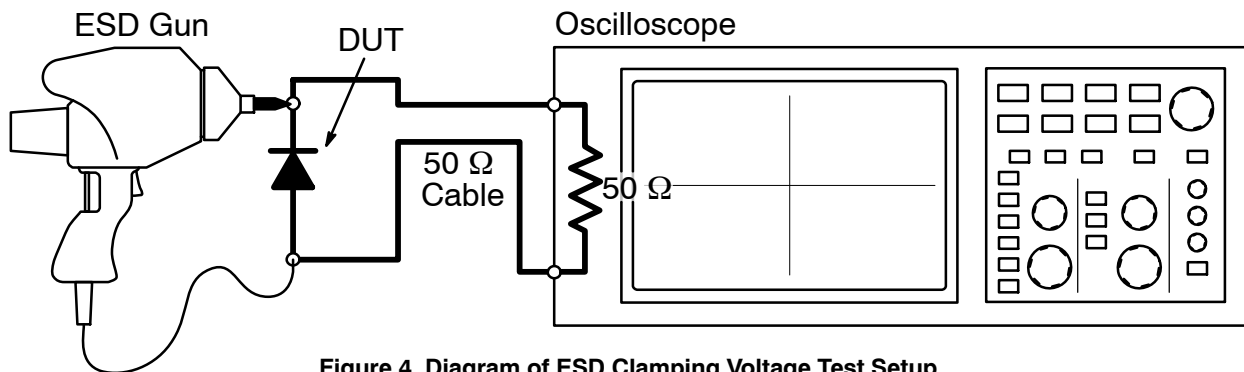 ESD Gun
DUT
Oscilloscope
50 Ω
Cable
50 Ω
Figure 4. Diagram of ESD Clamping Voltage Test Setup